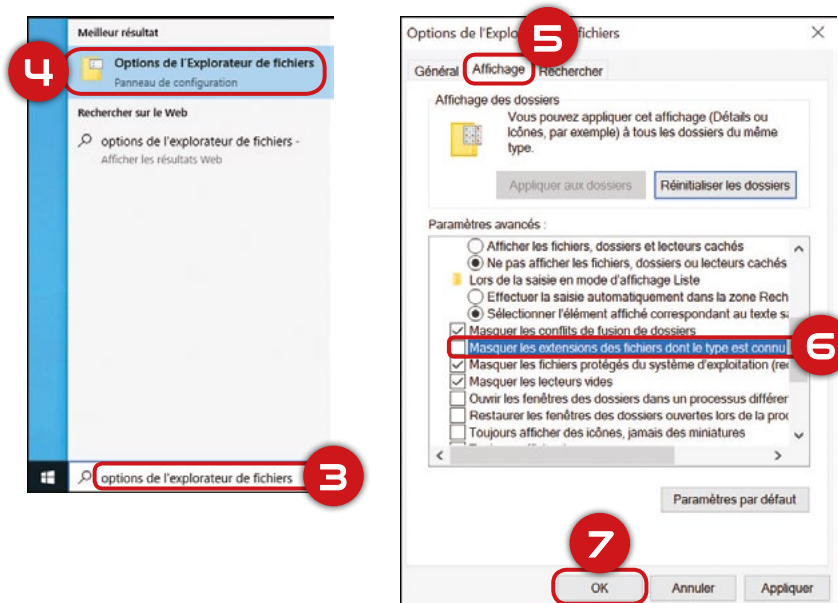 Meilleur résultat
4
Options de l'Explorateur de fichiers
Panneau de configuration
Rechercher sur le Web
options de l'explorateur de fichiers -
Afficher les résultats Web
options de l'explorateur de fichiers
3
Options de l'Explo
5
fichiers
Général
Affichage
Rechercher
Affichage des dossiers
Vous pouvez appliquer cet affichage (Détails ou
Icônes, par exemple) à tous les dossiers du même
type.
Appliquer aux dossiers
Réinitialiser les dossiers
Paramètres avancés :
Afficher les fichiers, dossiers et lecteurs cachés
Ne pas afficher les fichiers, dossiers ou lecteurs cachés
Lors de la saisie en mode d'affichage Liste
Effectuer la saisie automatiquement dans la zone Rech
Sélectionner l'élément affiché correspondant au texte sa
Masquer les conflits de fusion de dossiers
Masquer les extensions des fichiers dont le type est connu
6
Masquer les fichiers protégés du système d'exploitation (rec
Masquer les lecteurs vides
Ouvrir les fenêtres des dossiers dans un processus différer
Restaurer les fenêtres des dossiers ouvertes lors de la proc
Toujours afficher des icônes, jamais des miniatures
Paramètres par défaut
7
OK
Annuler
Appliquer